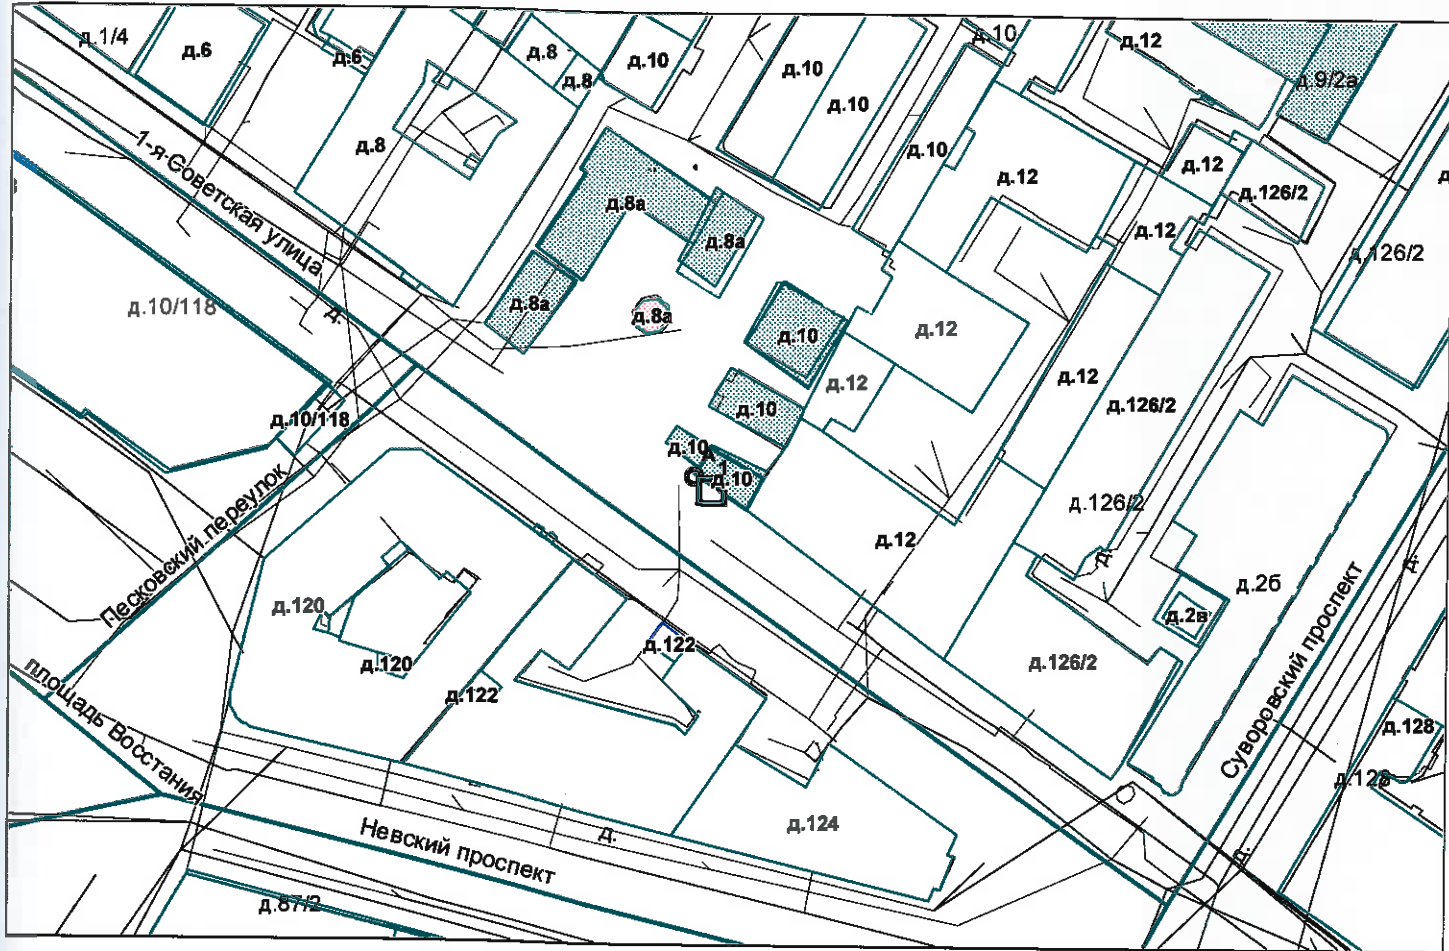 д.1/4
д.6
д.6
д.8
д.8
д.10
д.10
д.10
д.10
д.12
д.9/2а
д.8
д.10
д.12
д.12
д.126/2
1-я Советская улица
д.8а
д.8а
д.12
д.126/2
д.10/118
д.
д.8а
д.8а
д.10
д.12
д.12
д.12
д.126/2
д.10/118
д.10
д.10
А
1
С
д.10
д.126/2
д.12
д.
д.
Песковский переулок
д.120
д.120
д.122
д.122
д.2б
д.2в
д.126/2
Суворовский проспект
площадь Восстания
д.128
д.128
Невский проспект
д.
д.124
д.
д.87/2